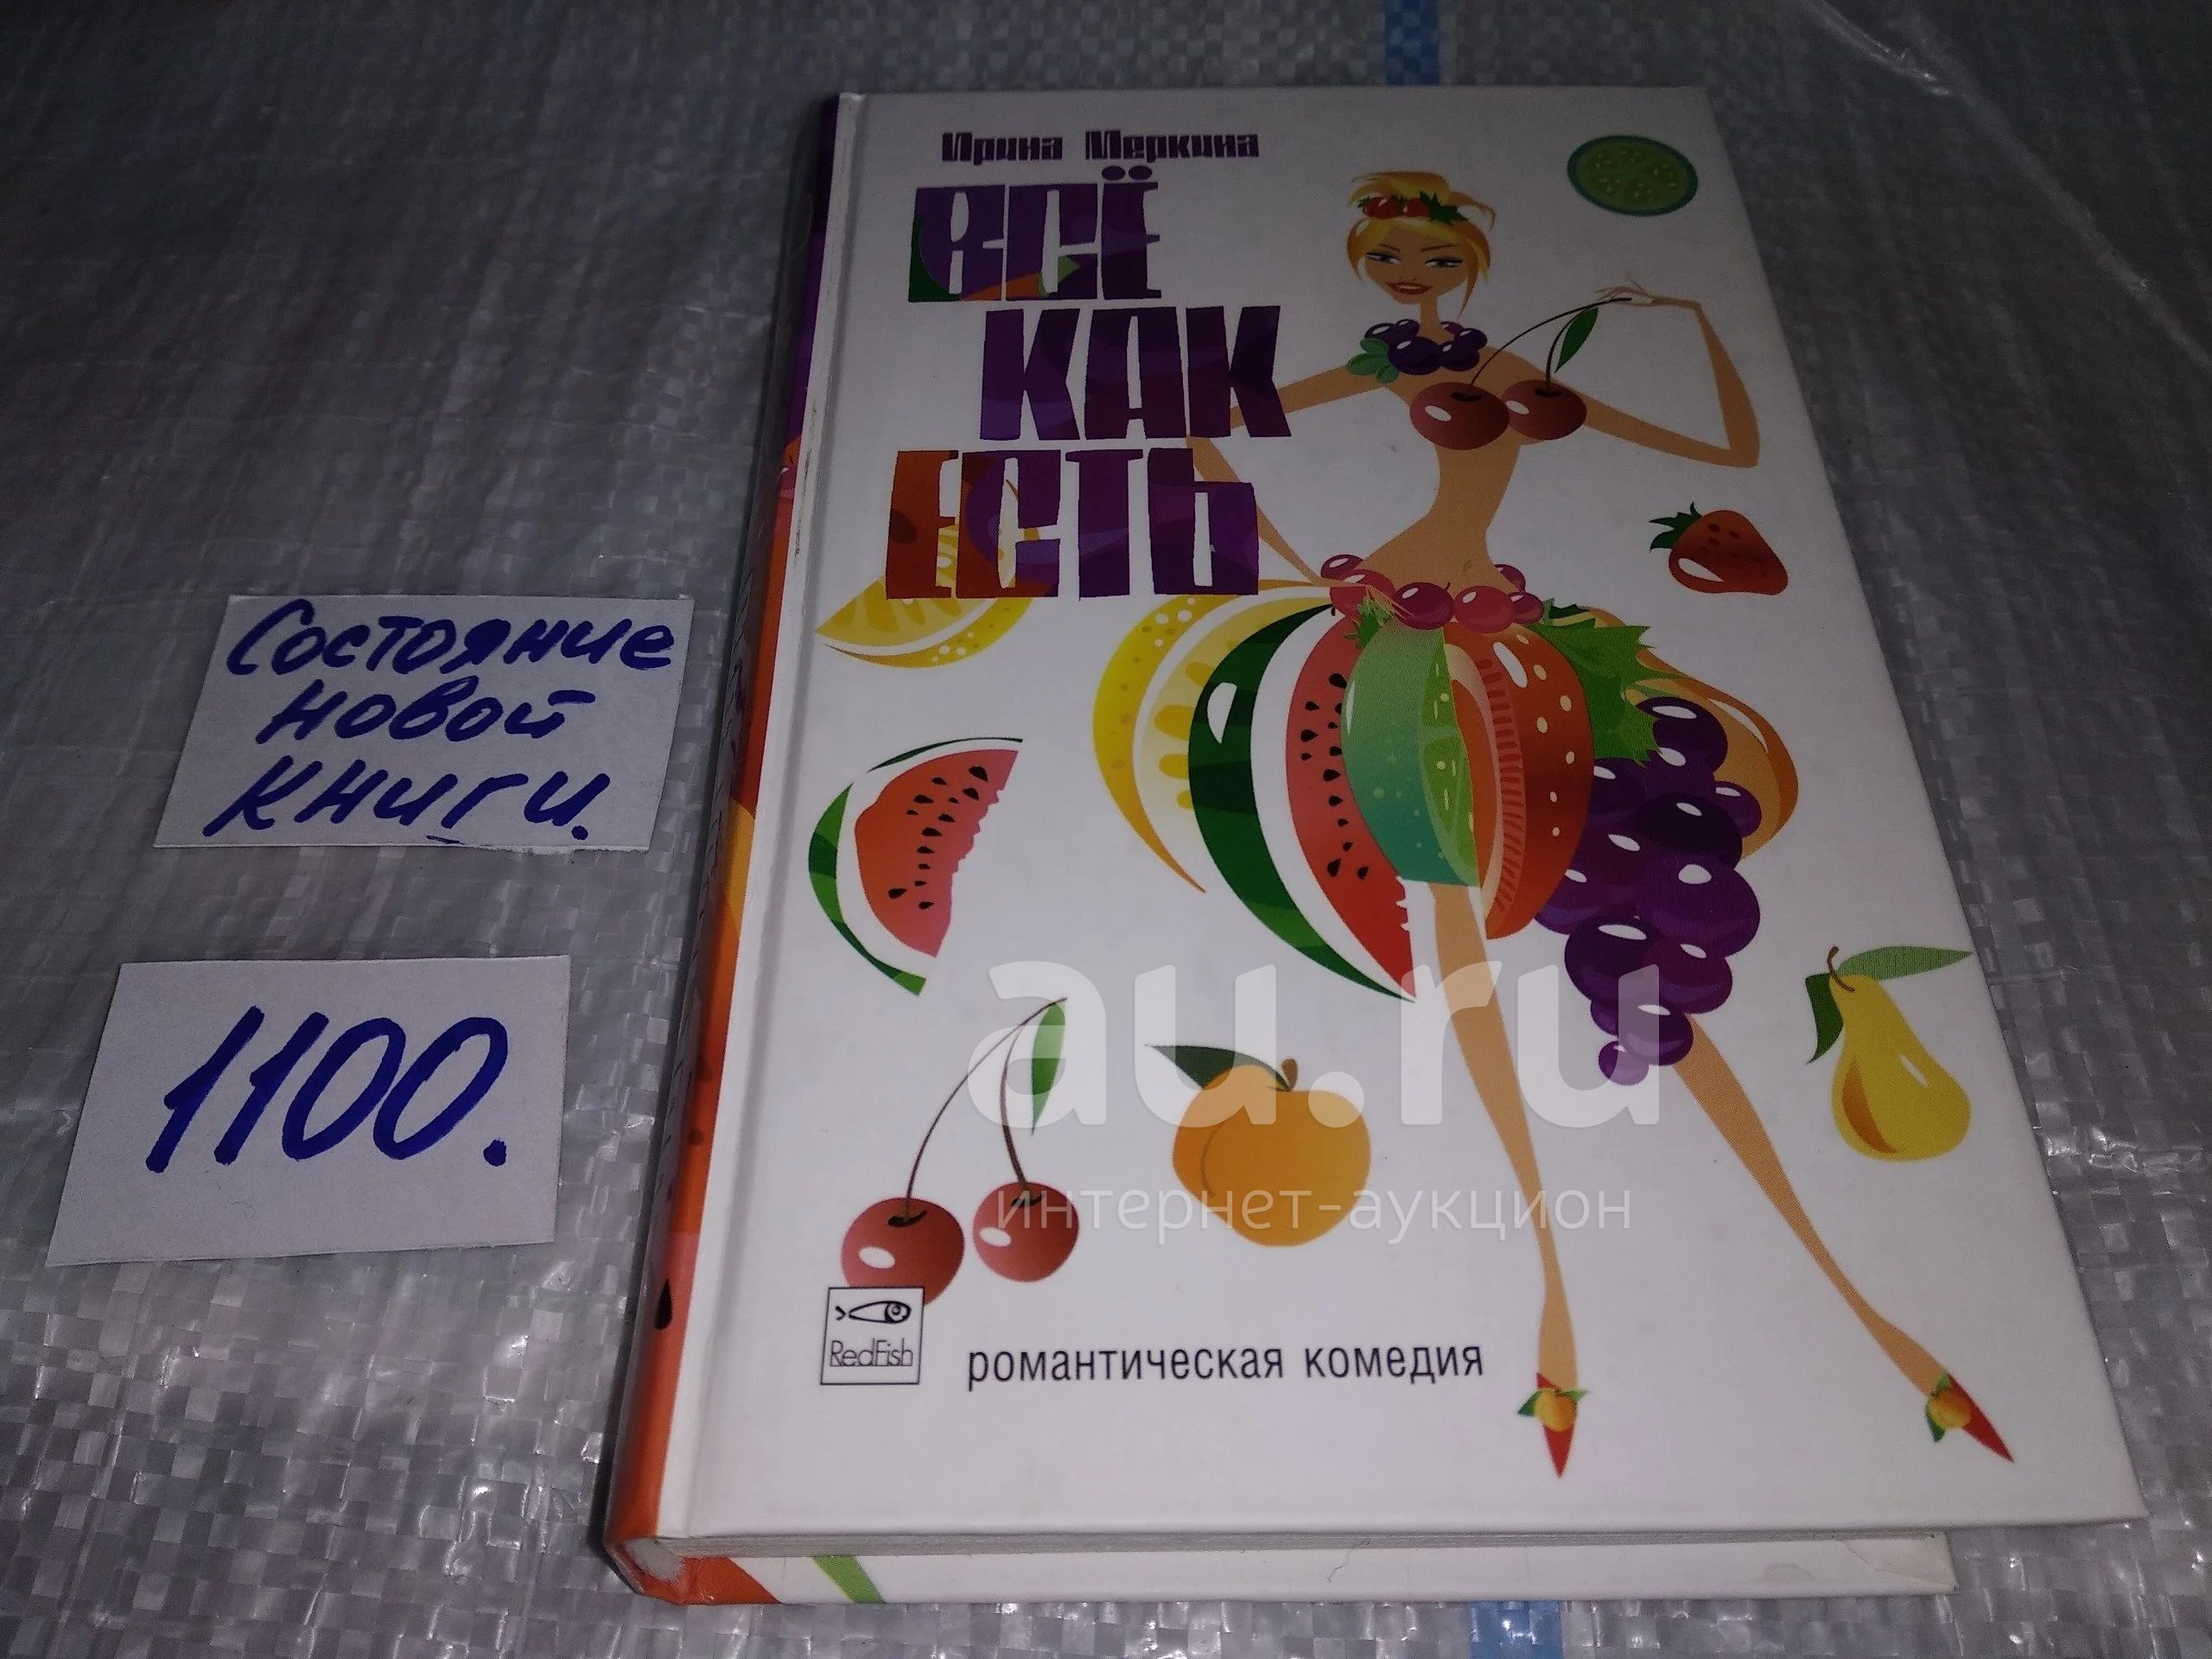 Ирина Меркина
ВСЁ
КАК
ЕСТЬ
Состояние
новой
книги.
1100.
au.ru
интернет-аукцион
RedFish
романтическая комедия